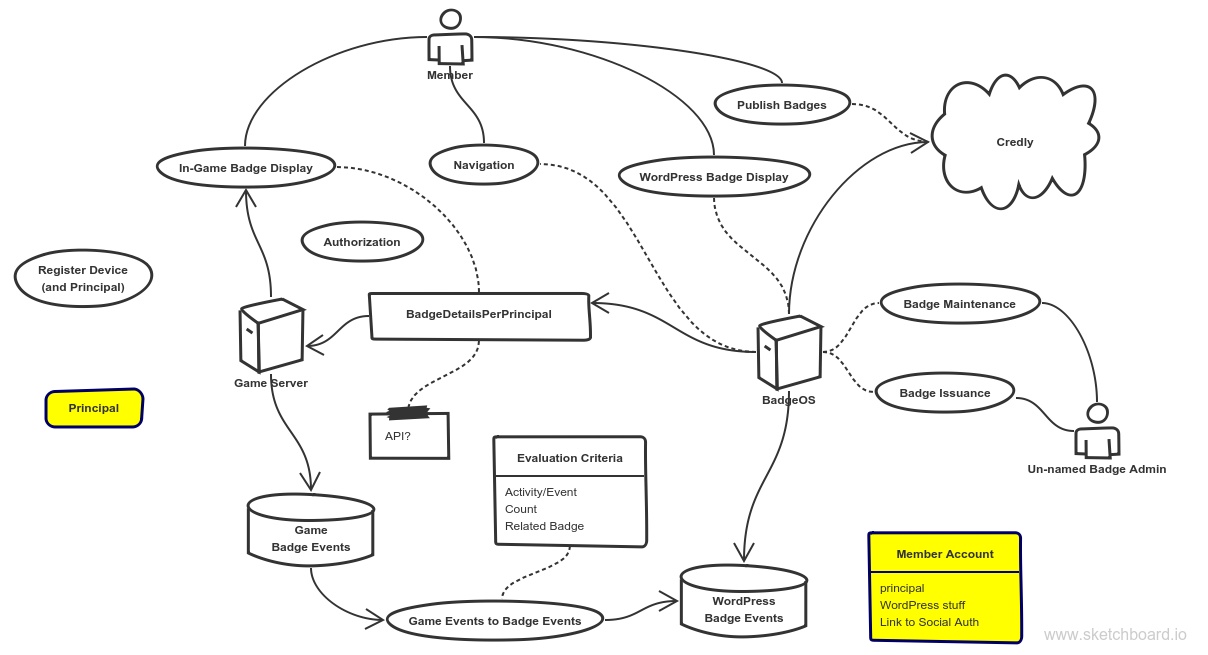 Member
Publish Badges
Credly
In-Game Badge Display
Navigation
WordPress Badge Display
Authorization
Register Device
(and Principal)
BadgeDetailsPerPrincipal
Badge Maintenance
Game Server
BadgeOS
Badge Issuance
Principal
API?
Un-named Badge Admin
Evaluation Criteria
Activity/Event
Count
Related Badge
Game
Badge Events
Member Account
principal
WordPress stuff
Link to Social Auth
WordPress
Badge Events
Game Events to Badge Events
www.sketchboard.io